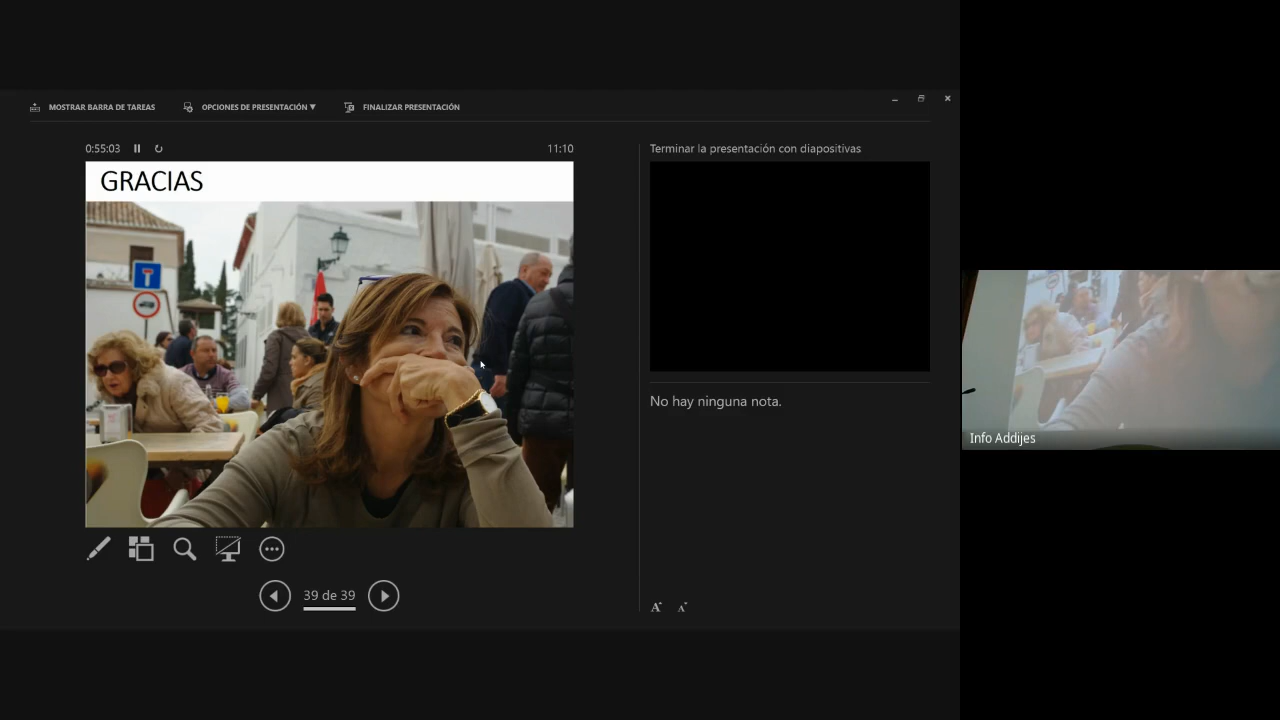 MOSTRAR BARRA DE TAREAS
OPCIONES DE PRESENTACIÓN ▼
FINALIZAR PRESENTACIÓN
0:55:03
11:10
Terminar la presentación con diapositivas
GRACIAS
No hay ninguna nota.
Info Addijes
39 de 39
A A